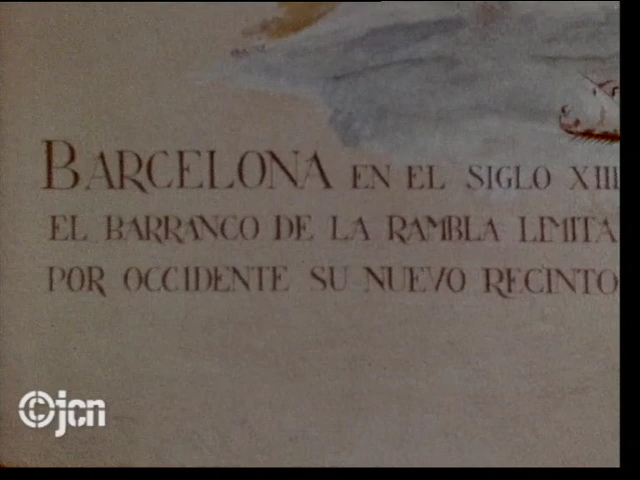 BARCELONA EN EL SIGLO XIII
EL BARRANCO DE LA RAMBLA LIMITA
POR OCCIDENTE SU NUEVO RECINTO
©jcn